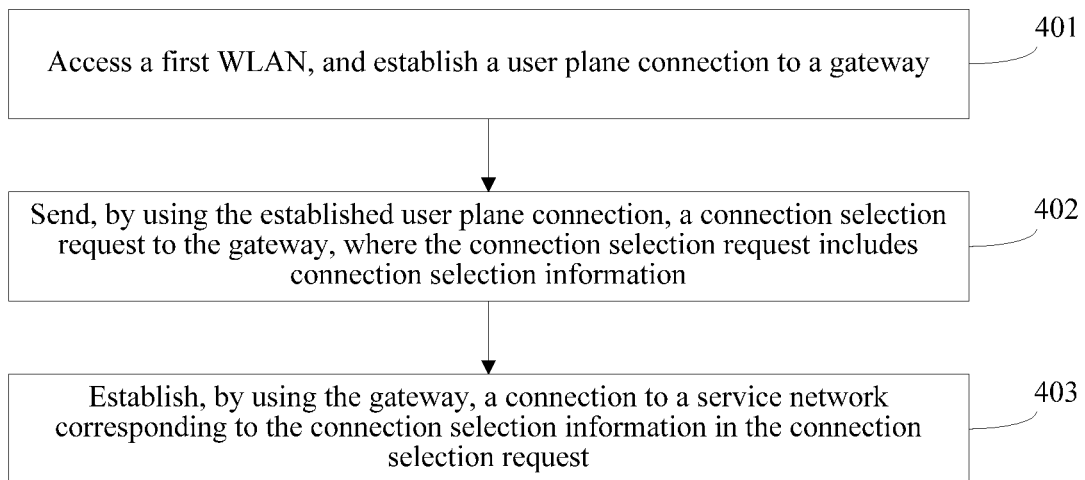 Access a first WLAN, and establish a user plane connection to a gateway
401
Send, by using the established user plane connection, a connection selection
request to the gateway, where the connection selection request includes
connection selection information
402
Establish, by using the gateway, a connection to a service network
corresponding to the connection selection information in the connection
selection request
403